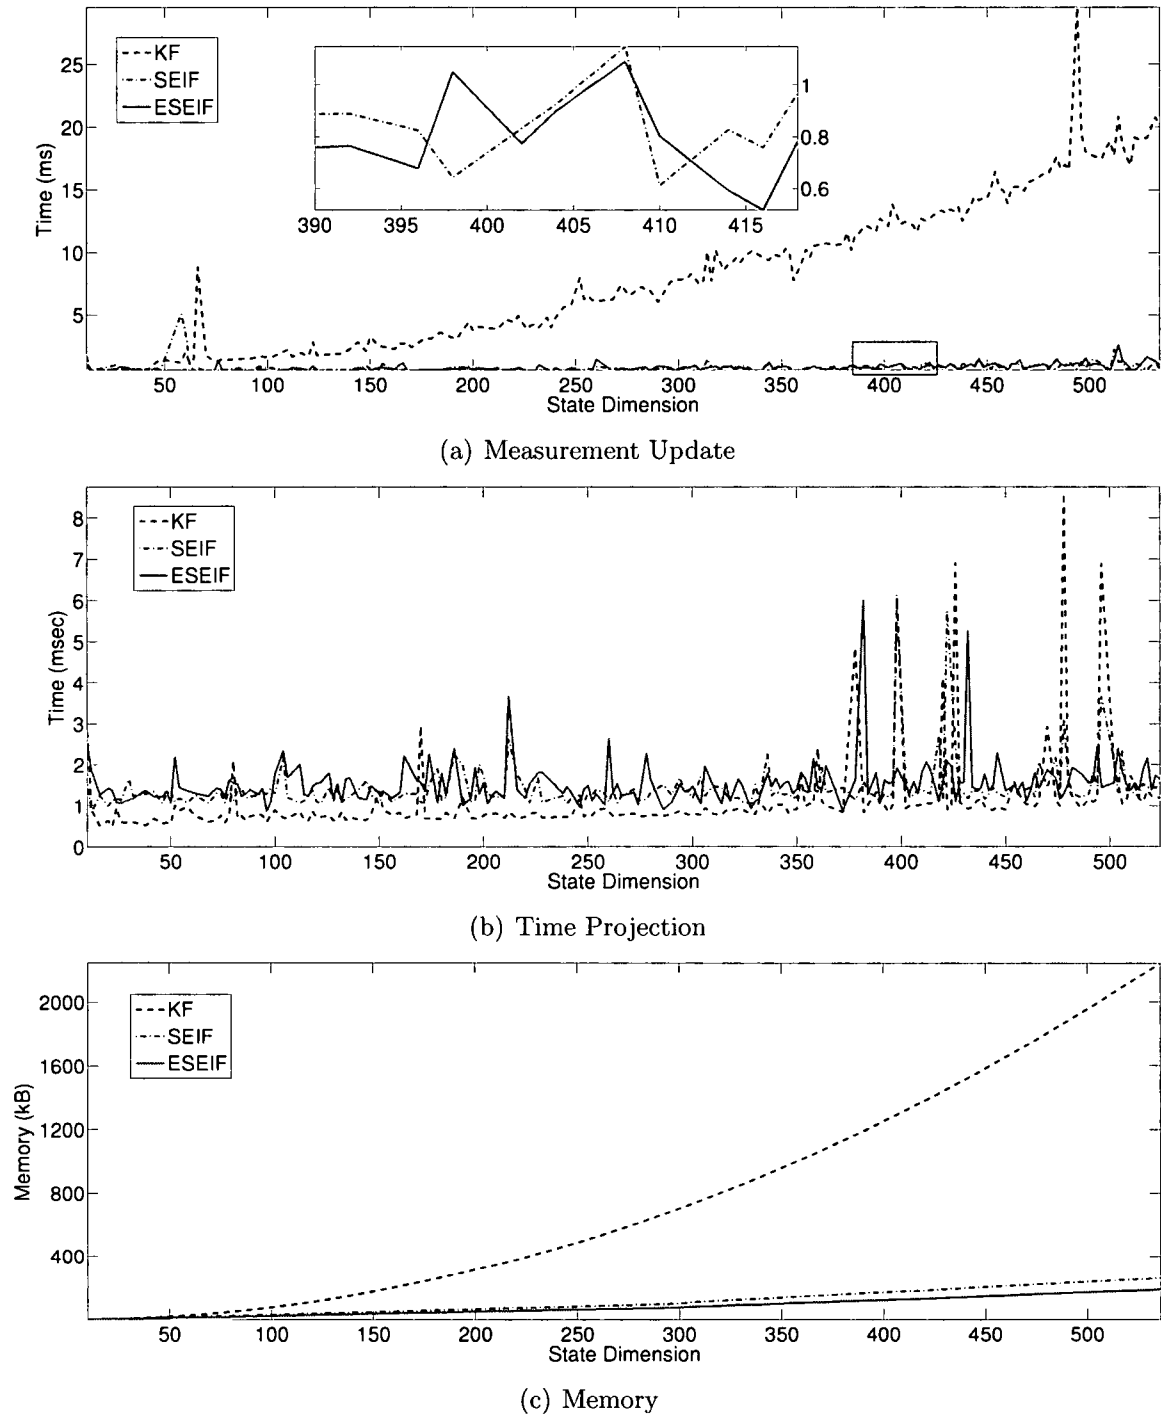 KF
SEIF
ESEIF
25
20
15
10
5
Time (ms)
1
0.8
0.6
390 395 400 405 410 415
50 100 150 200 250 300 350 400 450 500
State Dimension
(a) Measurement Update
KF
SEIF
ESEIF
8
7
6
5
4
3
2
1
0
Time (msec)
50 100 150 200 250 300 350 400 450 500
State Dimension
(b) Time Projection
KF
SEIF
ESEIF
2000
1600
1200
800
400
Memory (kB)
50 100 150 200 250 300 350 400 450 500
State Dimension
(c) Memory